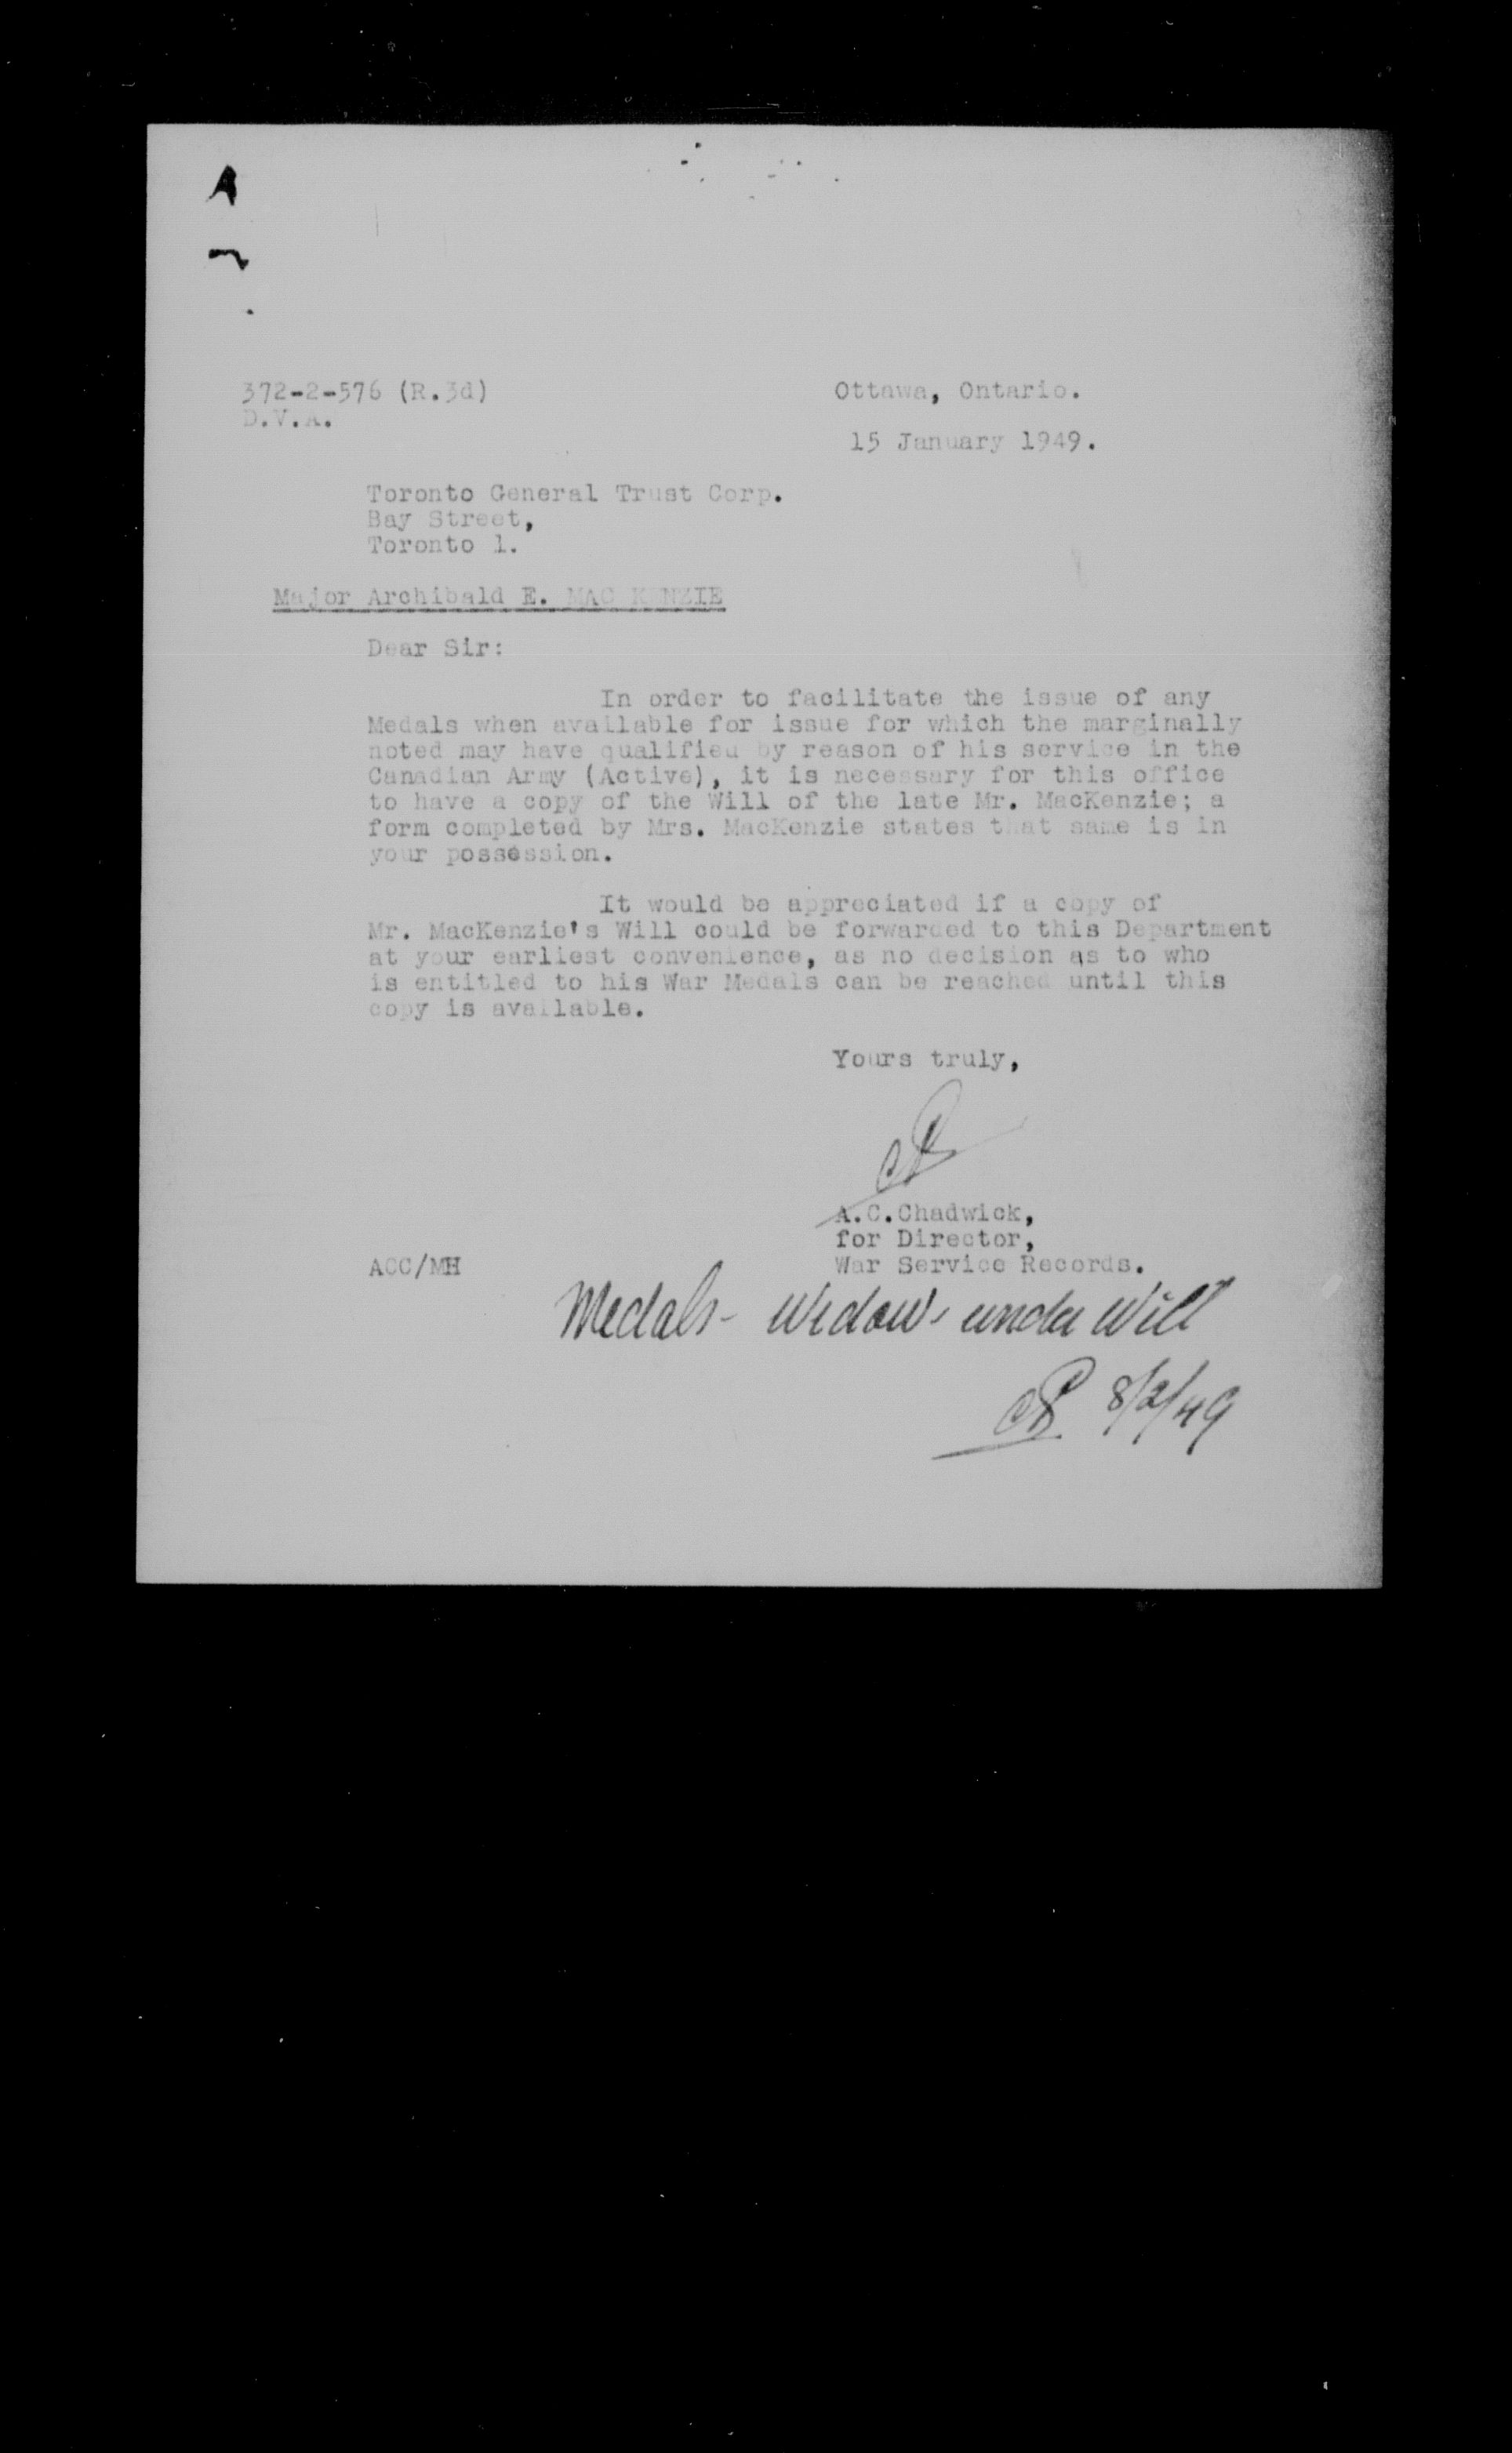 372-2-576 (R.3d)
D.V.A.
Ottawa, Ontario.
15 January 1949.
Toronto General Trust Corp.
Bay Street,
Toronto 1.
Major Archibald E. MAC KENZIE
Dear Sir:
In order to facilitate the issue of any
Medals when available for issue for which the marginally
noted may have qualified by reason of his service in the
Canadian Army (Active), it is necessary for this office
to have a copy of the Will of the late Mr. MacKenzie; a
form completed by Mrs. MacKenzie states that same is in
your possession.
It would be appreciated if a copy of
Mr. MacKenzie's Will could be forwarded to this Department
at your earliest convenience, as no decision as to who
is entitled to his War Medals can be reached until this
copy is available.
Yours truly,
A.C.Chadwick,
for Director,
War Service Records.
ACC/MH
Medals - Widow, under Will
8/2/49